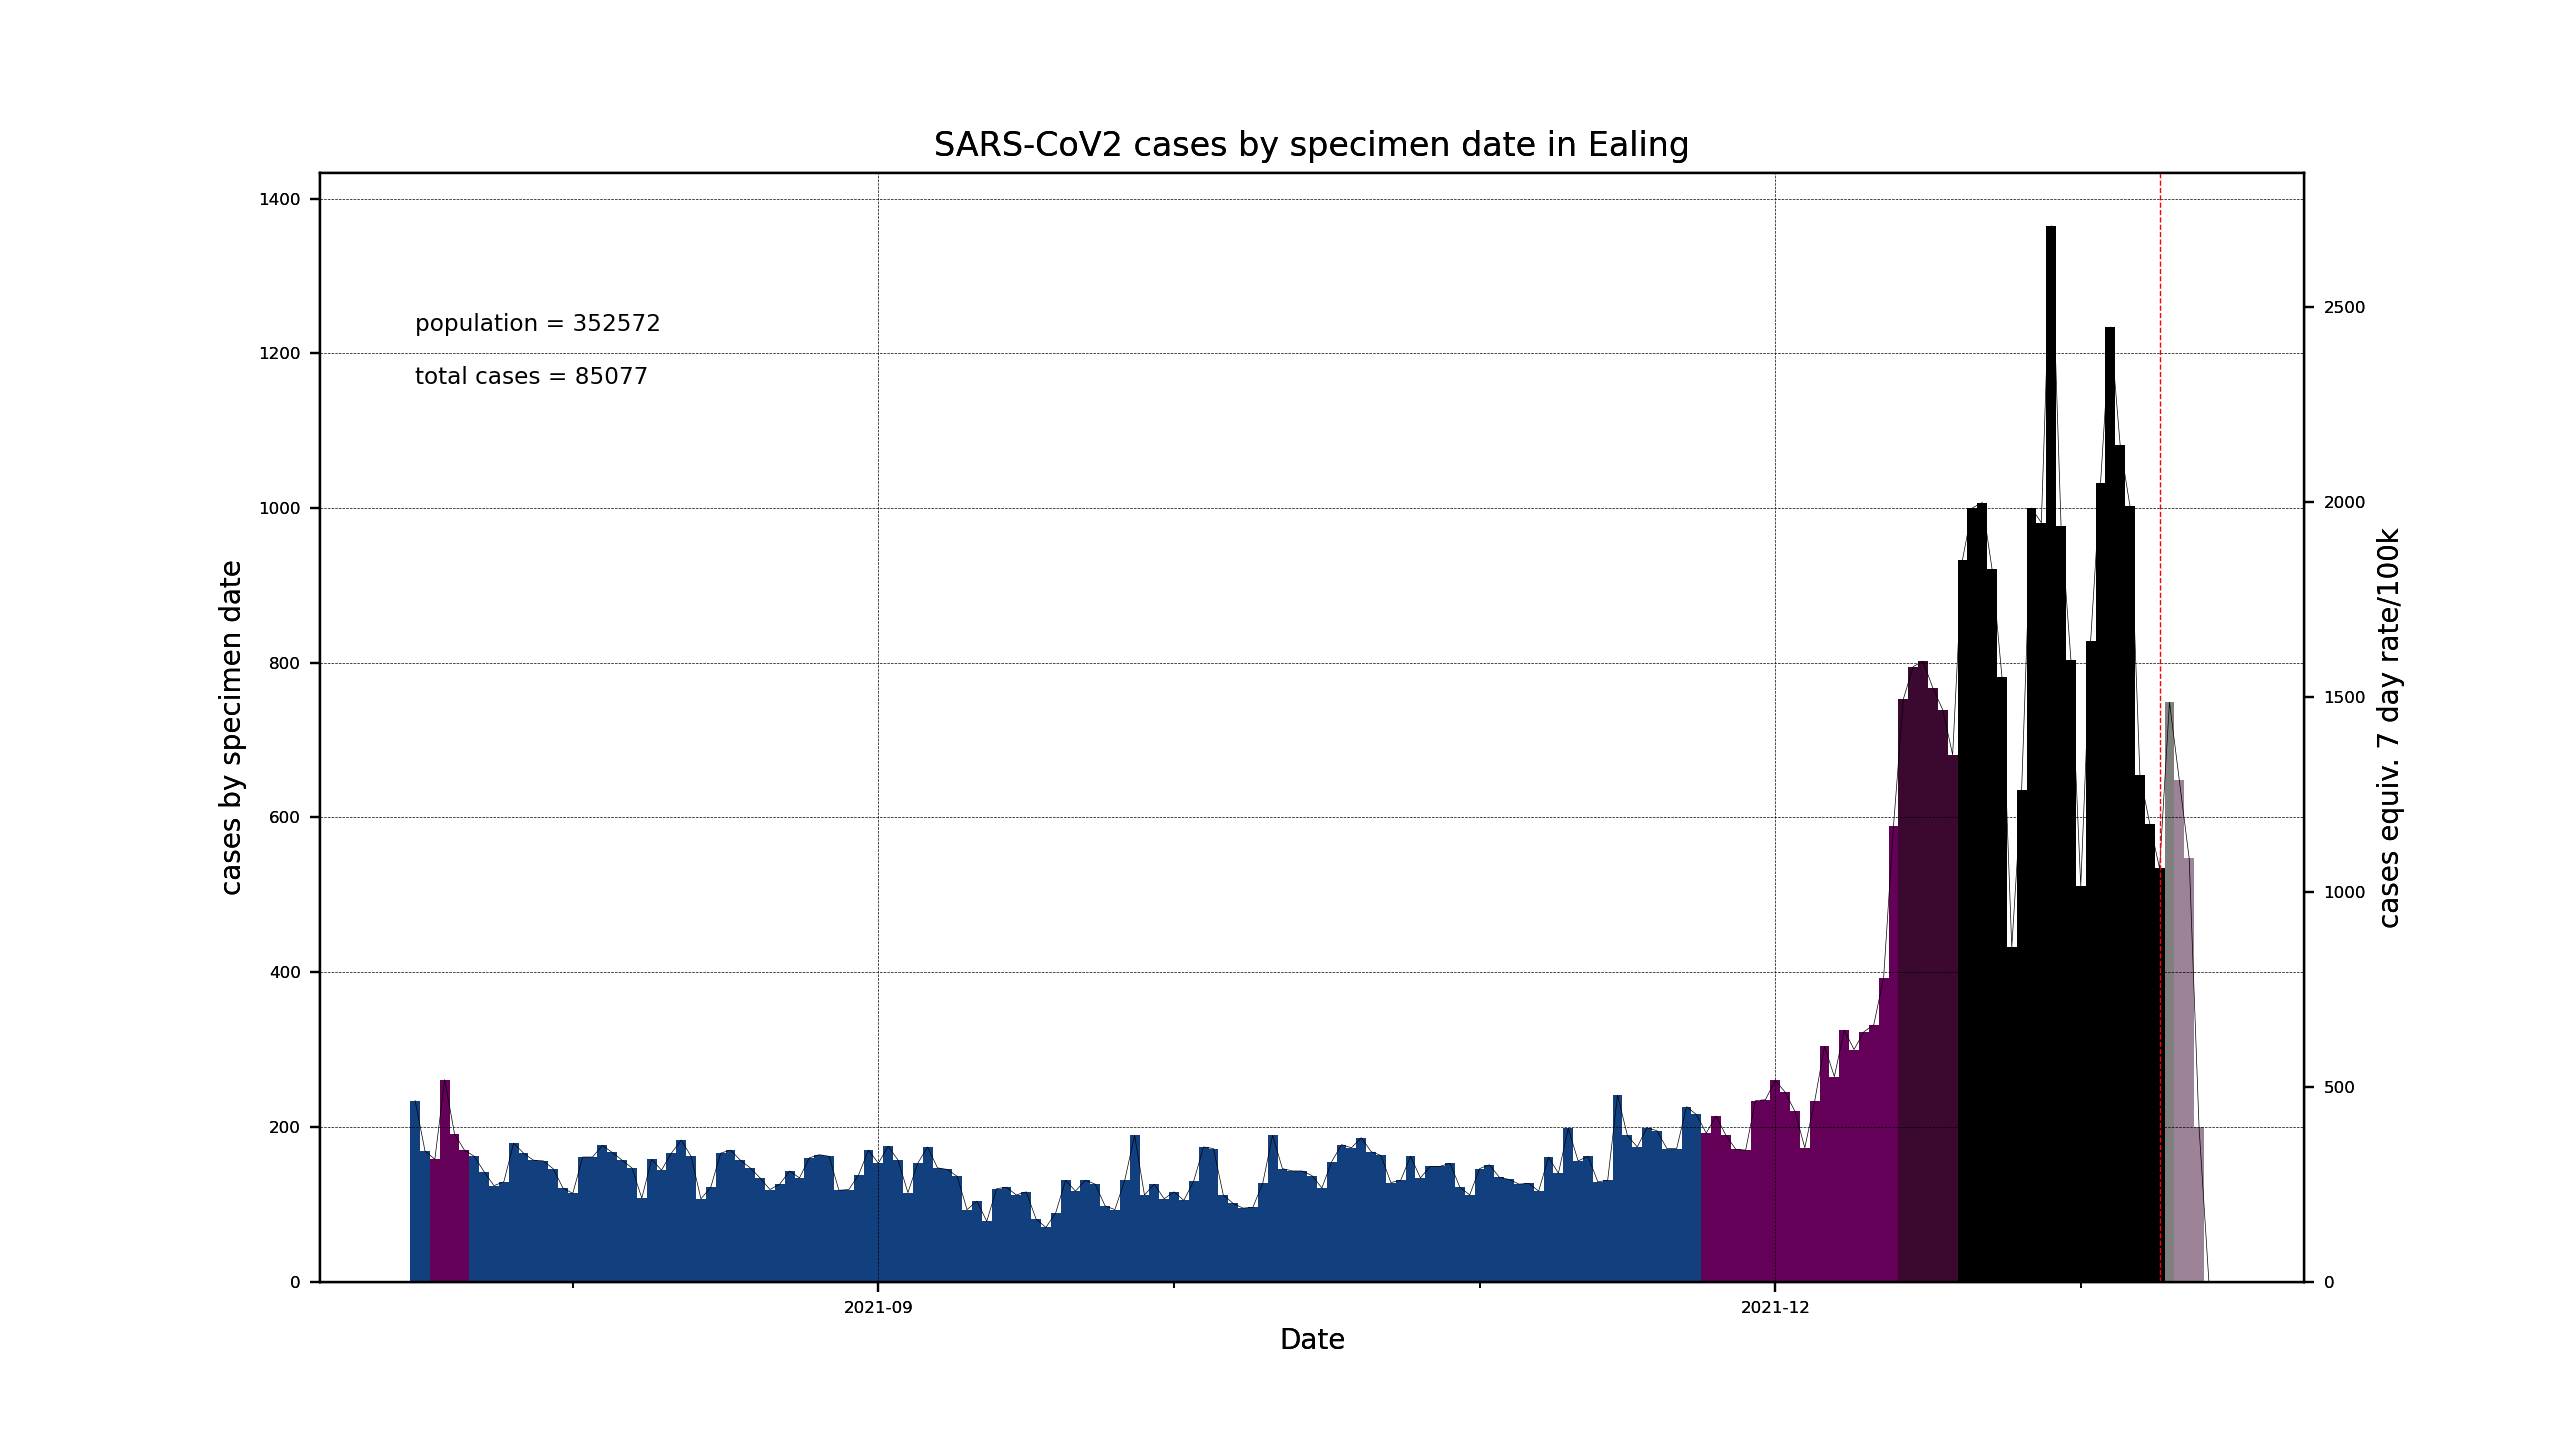 SARS-CoV2 cases by specimen date in Ealing
population = 352572
total cases = 85077
cases by specimen date
1400
1200
1000
800
600
400
200
0
2500
2000
1500
1000
500
0
cases equiv. 7 day rate/100k
2021-09
2021-12
Date